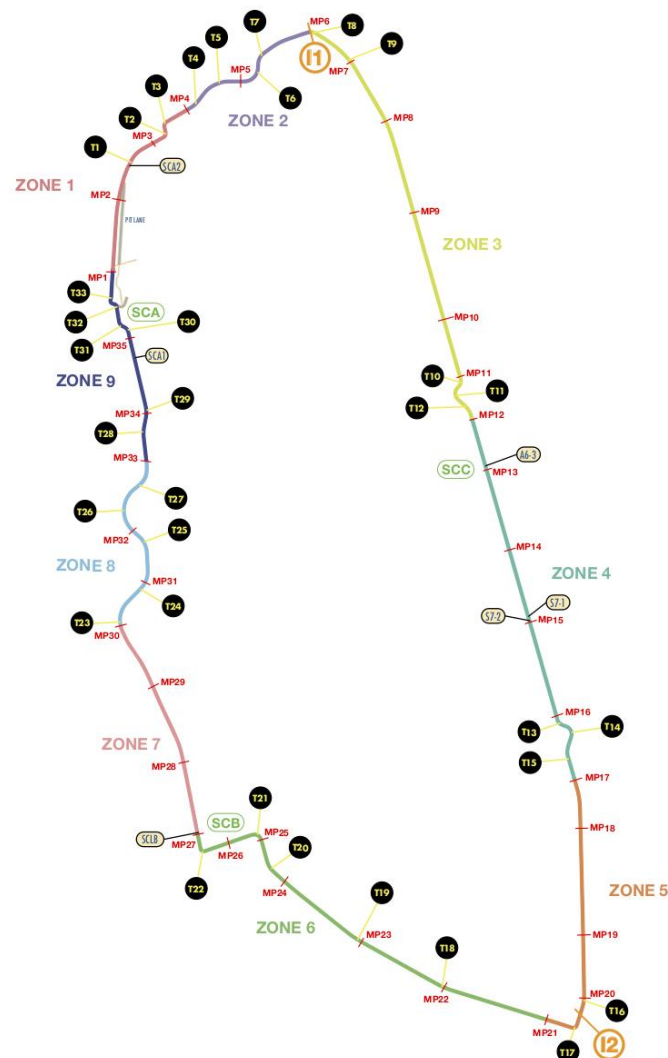 MP6
T8
T7
I1
T9
T5
MP7
T4
MP5
T6
T3
MP4
MP8
T2
ZONE 2
MP3
T1
SCA2
ZONE 1
MP2
MP9
PIT LANE
ZONE 3
MP1
T33
SCA
T32
T30
MP10
T31
MP35
SCA1
ZONE 9
MP11
T10
T11
T29
T12
MP34
MP12
T28
A6-3
MP33
SCC
MP13
T27
T26
T25
MP32
MP14
ZONE 8
ZONE 4
MP31
T24
S7-1
S7-2
T23
MP15
MP30
MP29
MP16
T14
T13
ZONE 7
T15
MP28
MP17
T21
SCB
MP18
SCLB
MP27
MP25
MP26
T20
T22
MP24
T19
ZONE 5
ZONE 6
MP23
MP19
T18
MP20
MP22
T16
MP21
I2
T17